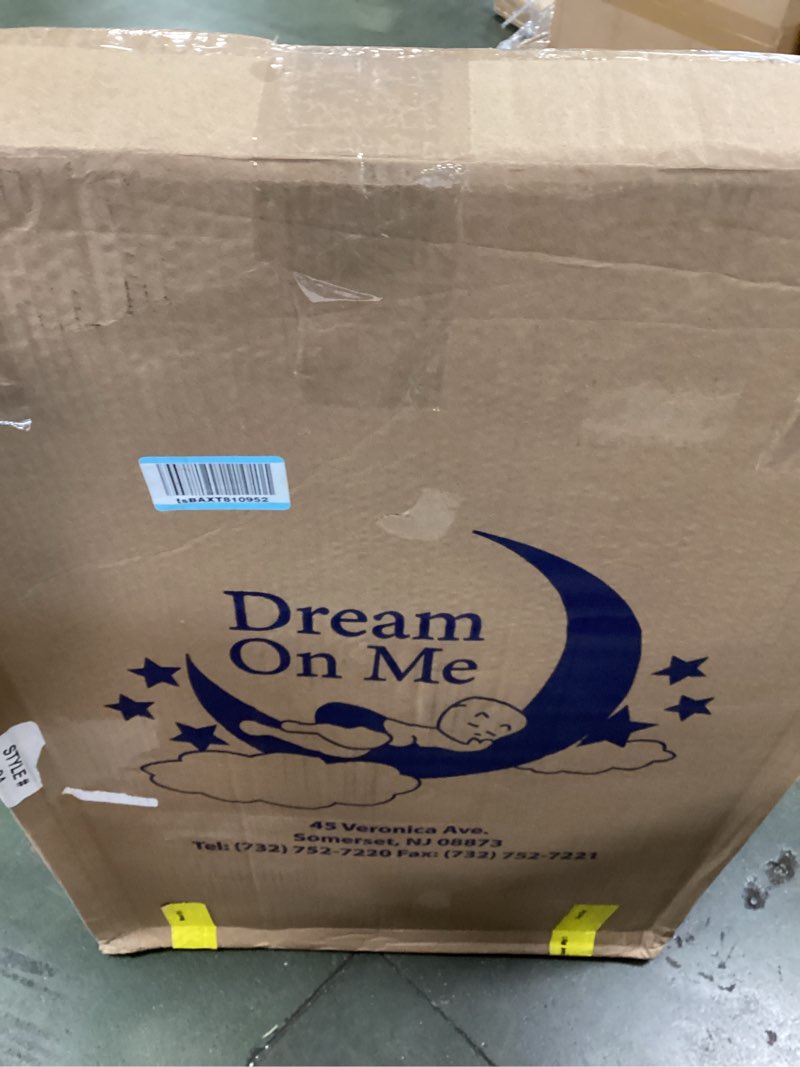 tsBAXT810952
Dream
On Me
STYLE#
45 Veronica Ave.
Somerset, NJ 08873
Tel: (732) 752-7220 Fax: (732) 752-7221